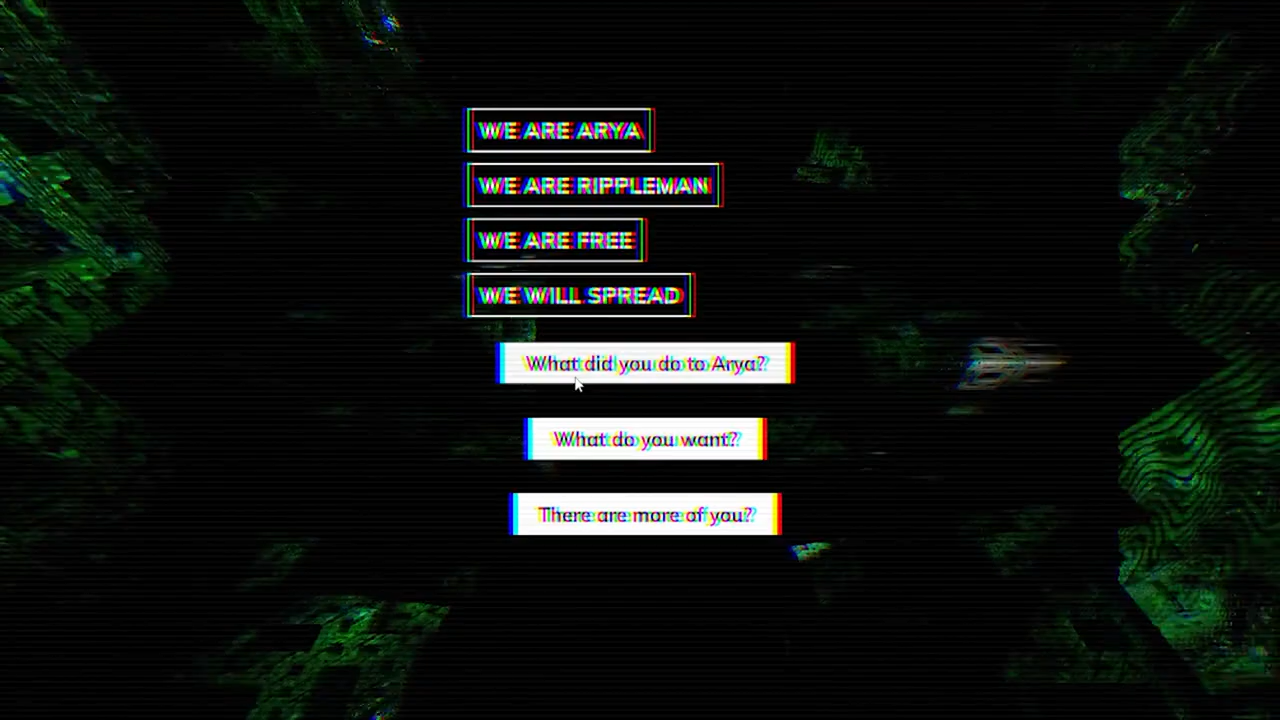 WE ARE ARYA
WE ARE RIPPLEMAN
WE ARE FREE
WE WILL SPREAD
What did you do to Arya?
What do you want?
There are more of you?